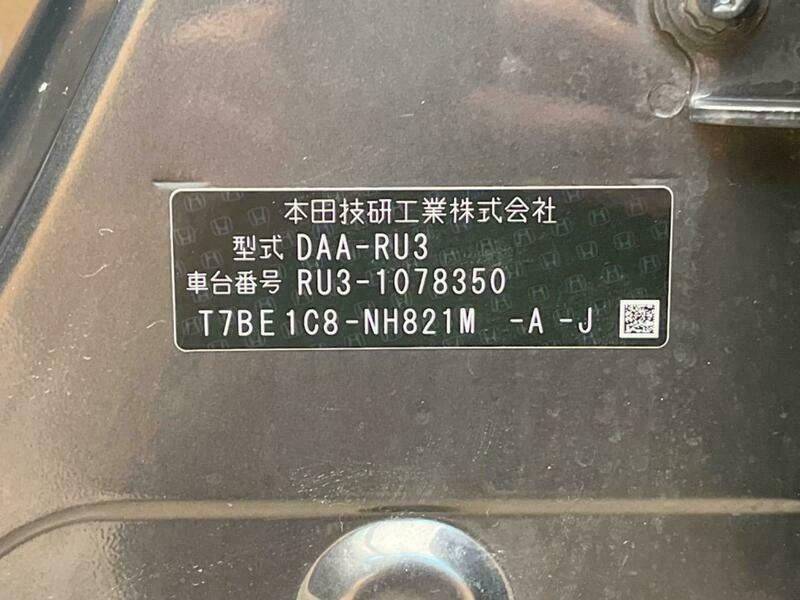 本田技研工業株式会社
型式 DAA-RU3
車台番号 RU3-1078350
T7BE1C8-NH821M -A -J